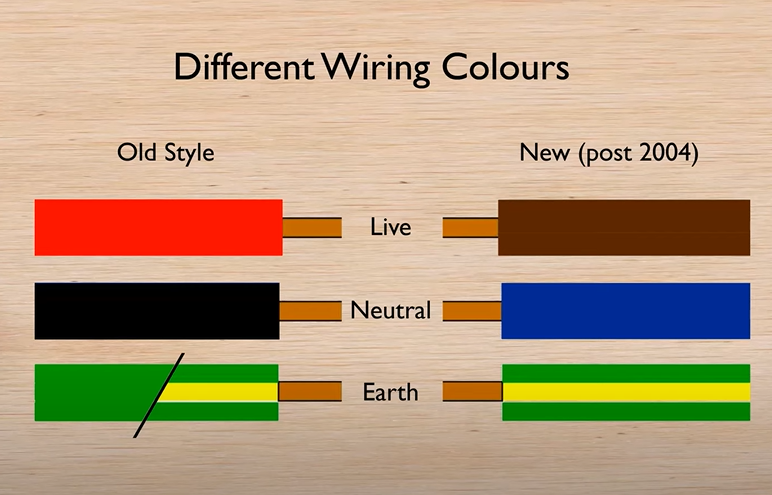 Different Wiring Colours
Old Style
New (post 2004)
Live
Neutral
Earth